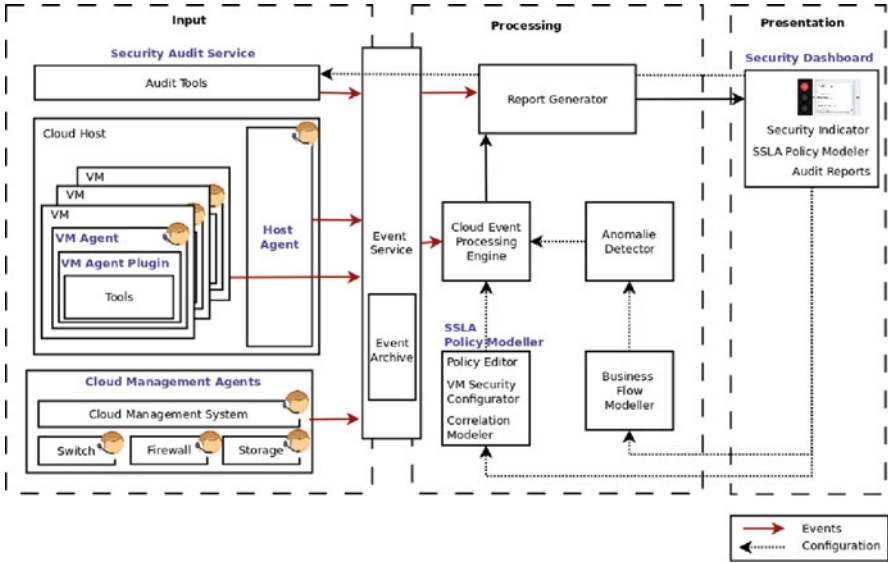 Input
Processing
Presentation
Security Audit Service
Audit Tools
Cloud Host
VM
VM
VM
VM Agent
VM Agent Plugin
Tools
Host
Agent
Cloud Management Agents
Cloud Management System
Switch
Firewall
Storage
Event
Service
Event
Archive
Report Generator
Cloud Event
Processing
Engine
Anomalie
Detector
SSLA
Policy Modeller
Policy Editor
VM Security
Configurator
Correlation
Modeler
Business
Flow
Modeller
Security Dashboard
Security Indicator
SSLA Policy Modeler
Audit Reports
Events
Configuration